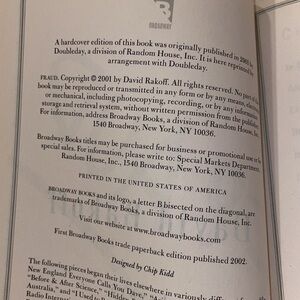 B
BROADWAY
A hardcover edition of this book was originally published in 2001 by
Doubleday, a division of Random House, Inc. It is here reprinted by
arrangement with Doubleday.
FRAUD. Copyright © 2001 by David Rakoff. All rights reserved. No part of this
book may be reproduced or transmitted in any form or by any means, electronic
or mechanical, including photocopying, recording, or by any information
storage and retrieval system, without written permission from the publisher.
For information, address Broadway Books, a division of Random House, Inc.,
1540 Broadway, New York, NY 10036.
Broadway Books titles may be purchased for business or promotional use or for
special sales. For information, please write to: Special Markets Department,
Random House, Inc., 1540 Broadway, New York, NY 10036.
PRINTED IN THE UNITED STATES OF AMERICA
BROADWAY BOOKS and its logo, a letter B bisected on the diagonal, are
trademarks of Broadway Books, a division of Random House, Inc.
Visit our website at www.broadwaybooks.com
First Broadway Books trade paperback edition published 2002.
Designed by Chip Kidd
The following pieces began their lives elsewhere in variously different
New England Everyone Calls You Dave,"
"Before & After Science," "Hidden
Australia," and "I Used to
Radio International